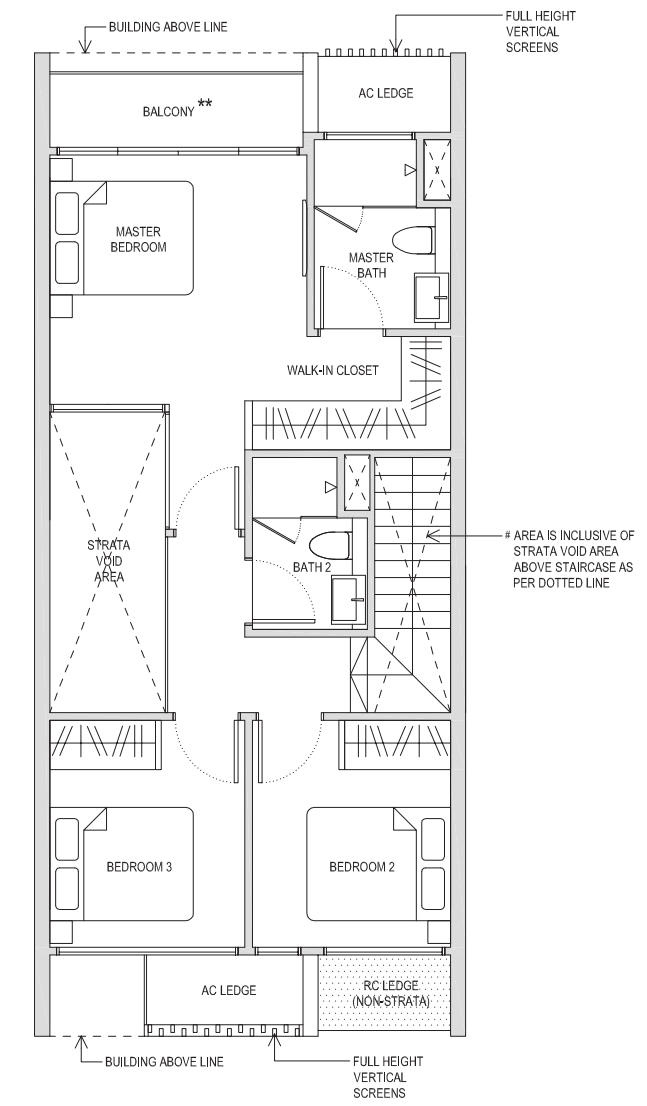 BUILDING ABOVE LINE
FULL HEIGHT
VERTICAL
SCREENS
AC LEDGE
BALCONY **
MASTER
BEDROOM
MASTER
BATH
WALK-IN CLOSET
STRATA
VOID
AREA
BATH 2
# AREA IS INCLUSIVE OF
STRATA VOID AREA
ABOVE STAIRCASE AS
PER DOTTED LINE
BEDROOM 3
BEDROOM 2
AC LEDGE
RC LEDGE
(NON-STRATA)
BUILDING ABOVE LINE
FULL HEIGHT
VERTICAL
SCREENS